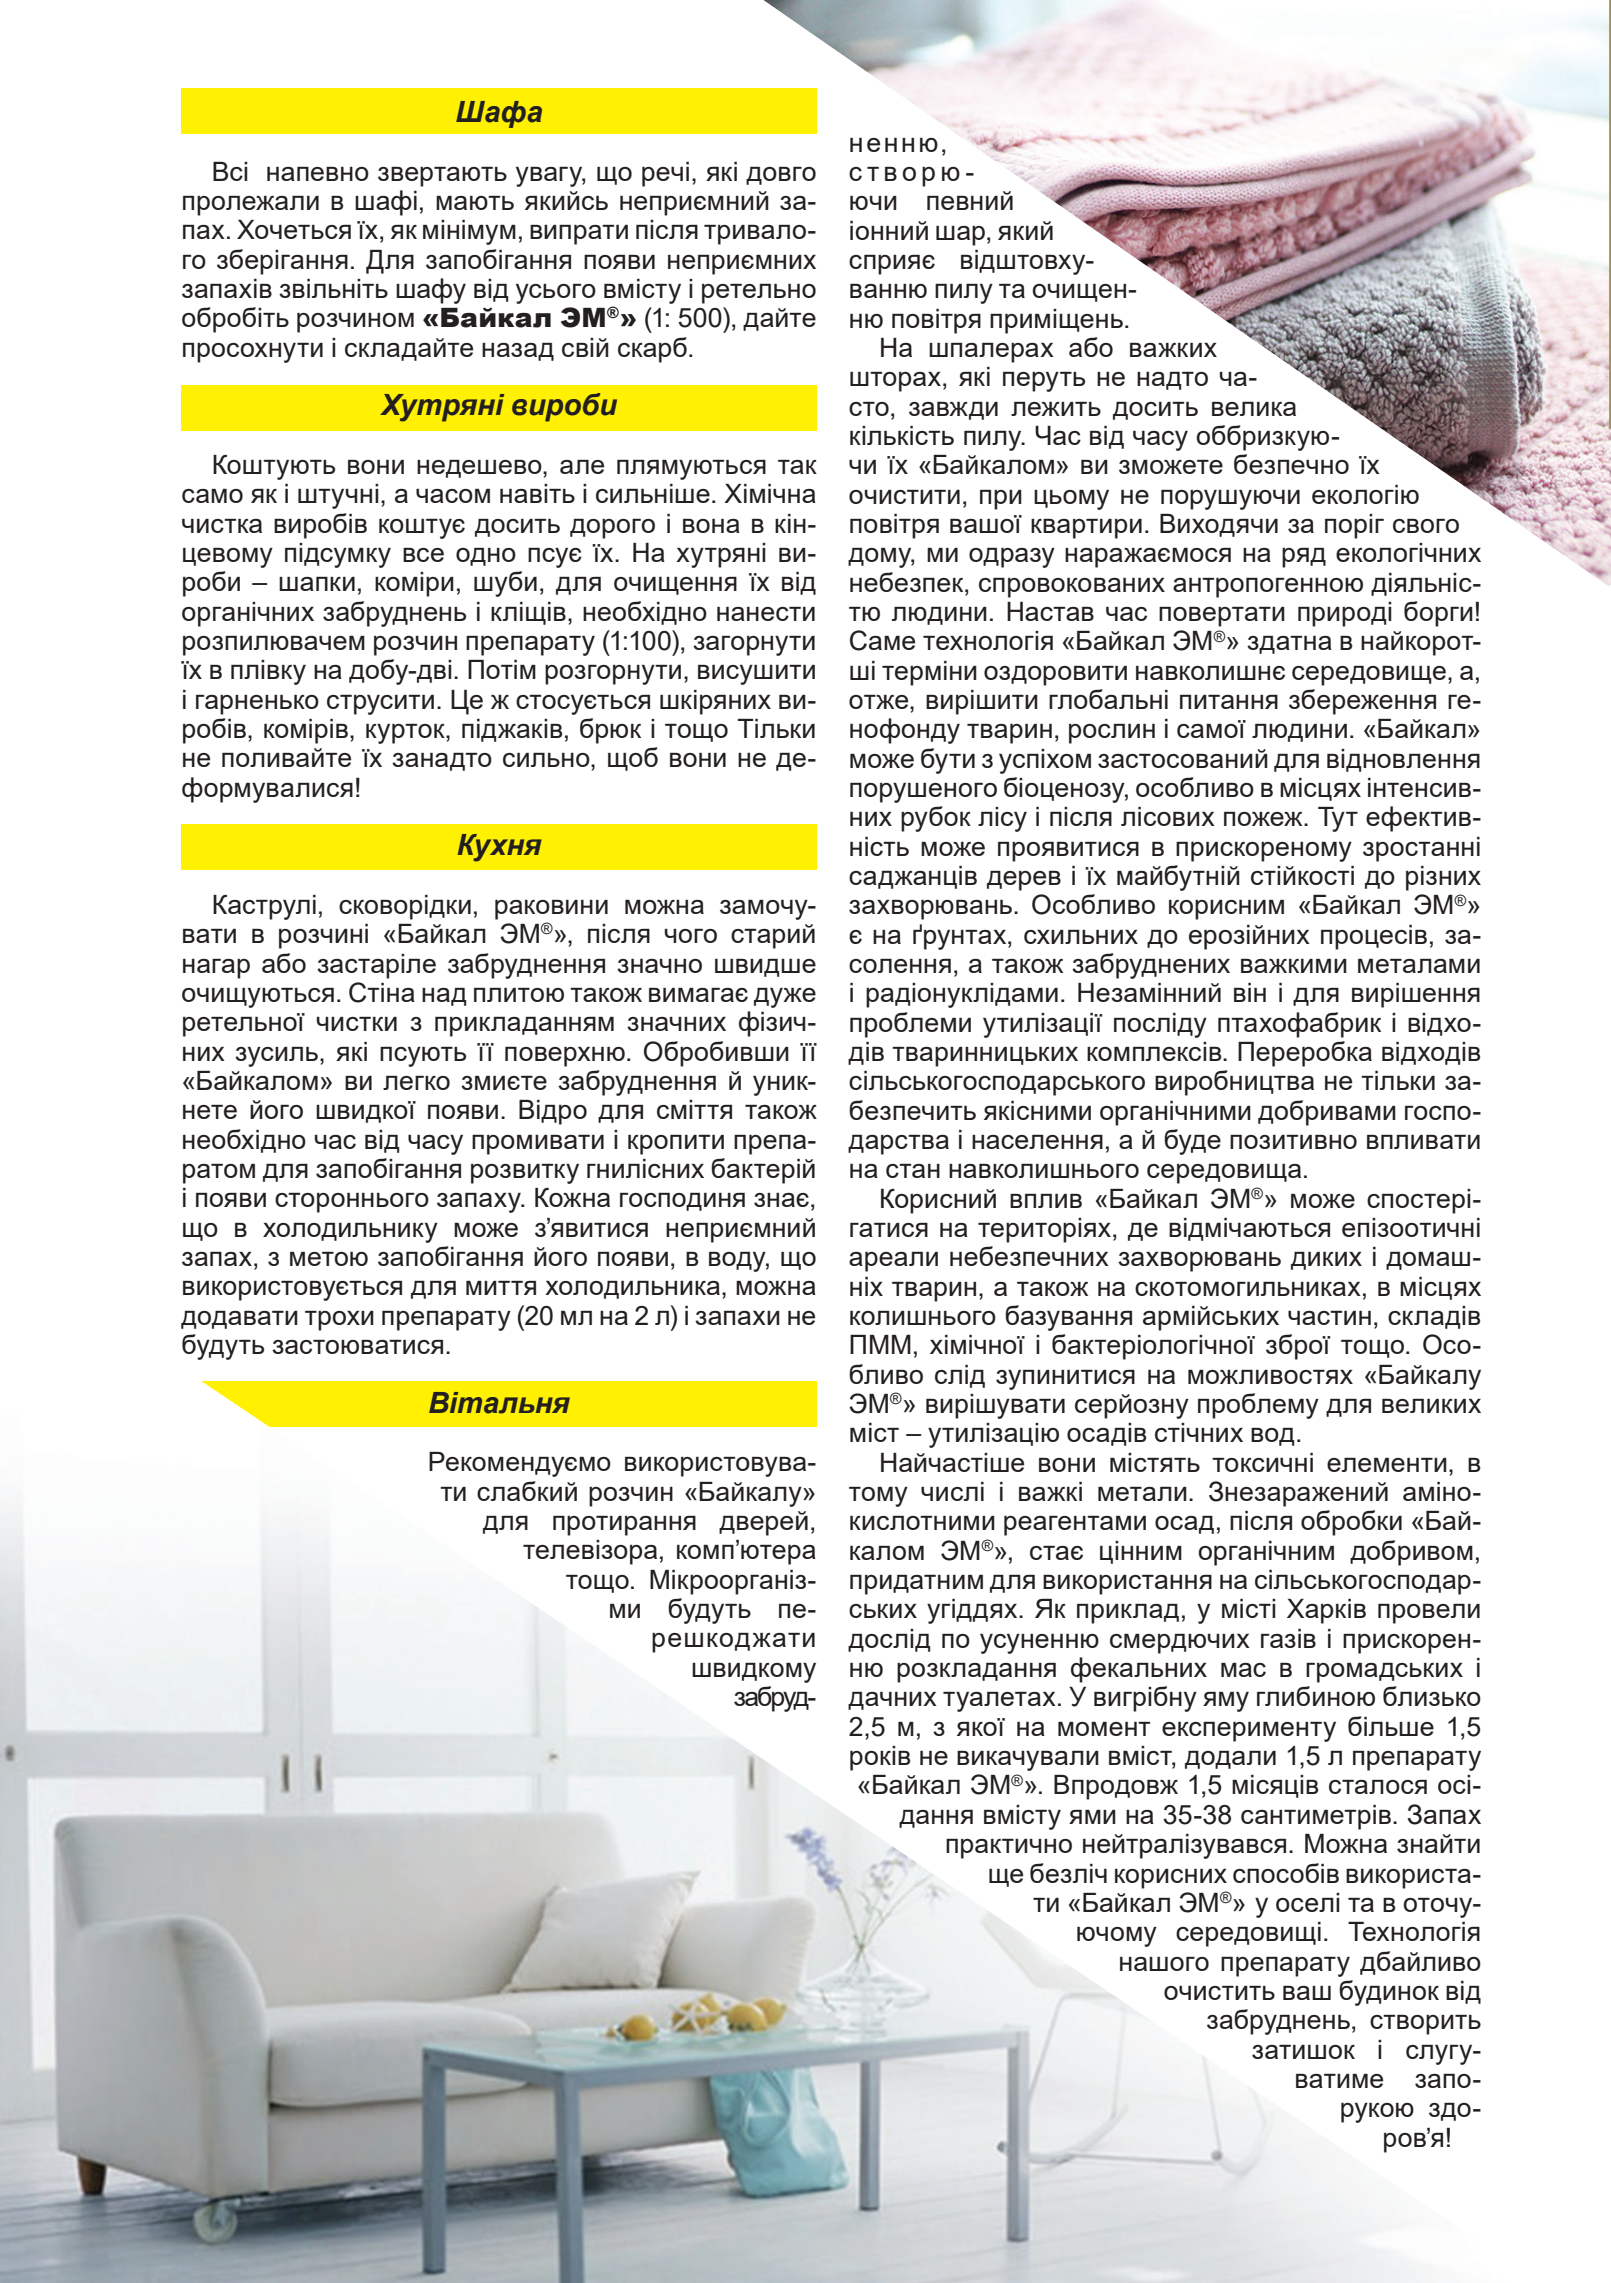 Шафа
Всі напевно звертають увагу, що речі, які довго
пролежали в шафі, мають якийсь неприємний за-
пах. Хочеться їх, як мінімум, випрати після тривало-
го зберігання. Для запобігання появи неприємних
запахів звільніть шафу від усього вмісту і ретельно
обробіть розчином «Байкал ЭМ®» (1: 500), дайте
просохнути і складайте назад свій скарб.
Хутряні вироби
Коштують вони недешево, але плямуються так
само як і штучні, а часом навіть і сильніше. Хімічна
чистка виробів коштує досить дорого і вона в кін-
цевому підсумку все одно псує їх. На хутряні ви-
роби – шапки, коміри, шуби, для очищення їх від
органічних забруднень і кліщів, необхідно нанести
розпилювачем розчин препарату (1:100), загорнути
їх в плівку на добу-дві. Потім розгорнути, висушити
і гарненько струсити. Це ж стосується шкіряних ви-
робів, комірів, курток, піджаків, брюк і тощо Тільки
не поливайте їх занадто сильно, щоб вони не де-
формувалися!
Кухня
Каструлі, сковорідки, раковини можна замочу-
вати в розчині «Байкал ЭМ®», після чого старий
нагар або застаріле забруднення значно швидше
очищуються. Стіна над плитою також вимагає дуже
ретельної чистки з прикладанням значних фізич-
них зусиль, які псують її поверхню. Обробивши її
«Байкалом» ви легко змиєте забруднення й уник-
нете його швидкої появи. Відро для сміття також
необхідно час від часу промивати і кропити препа-
ратом для запобігання розвитку гнилісних бактерій
і появи стороннього запаху. Кожна господиня знає,
що в холодильнику може з’явитися неприємний
запах, з метою запобігання його появи, в воду, що
використовується для миття холодильника, можна
додавати трохи препарату (20 мл на 2 л) і запахи не
будуть застоюватися.
Вітальня
Рекомендуємо використовува-
ти слабкий розчин «Байкалу»
для протирання дверей,
телевізора, комп’ютера
тощо. Мікроорганіз-
ми будуть пе-
решкоджати
швидкому
забруд-
ненню,
створю-
ючи певний
іонний шар, який
сприяє відштовху-
ванню пилу та очищен-
ню повітря приміщень.
На шпалерах або важких
шторах, які перуть не надто ча-
сто, завжди лежить досить велика
кількість пилу. Час від часу оббризкую-
чи їх «Байкалом» ви зможете безпечно їх
очистити, при цьому не порушуючи екологію
повітря вашої квартири. Виходячи за поріг свого
дому, ми одразу наражаємося на ряд екологічних
небезпек, спровокованих антропогенною діяльніс-
тю людини. Настав час повертати природі борги!
Саме технологія «Байкал ЭМ®» здатна в найкорот-
ші терміни оздоровити навколишнє середовище, а,
отже, вирішити глобальні питання збереження ге-
нофонду тварин, рослин і самої людини. «Байкал»
може бути з успіхом застосований для відновлення
порушеного біоценозу, особливо в місцях інтенсив-
них рубок лісу і після лісових пожеж. Тут ефектив-
ність може проявитися в прискореному зростанні
саджанців дерев і їх майбутній стійкості до різних
захворювань. Особливо корисним «Байкал ЭМ®»
є на ґрунтах, схильних до ерозійних процесів, за-
солення, а також забруднених важкими металами
і радіонуклідами. Незамінний він і для вирішення
проблеми утилізації посліду птахофабрик і відхо-
дів тваринницьких комплексів. Переробка відходів
сільськогосподарського виробництва не тільки за-
безпечить якісними органічними добривами госпо-
дарства і населення, а й буде позитивно впливати
на стан навколишнього середовища.
Корисний вплив «Байкал ЭМ®» може спостері-
гатися на територіях, де відмічаються епізоотичні
ареали небезпечних захворювань диких і домаш-
ніх тварин, а також на скотомогильниках, в місцях
колишнього базування армійських частин, складів
ПММ, хімічної і бактеріологічної зброї тощо. Осо-
бливо слід зупинитися на можливостях «Байкалу
ЭМ®» вирішувати серйозну проблему для великих
міст – утилізацію осадів стічних вод.
Найчастіше вони містять токсичні елементи, в
тому числі і важкі метали. Знезаражений аміно-
кислотними реагентами осад, після обробки «Бай-
калом ЭМ®», стає цінним органічним добривом,
придатним для використання на сільськогосподар-
ських угіддях. Як приклад, у місті Харків провели
дослід по усуненню смердючих газів і прискорен-
ню розкладання фекальних мас в громадських і
дачних туалетах. У вигрібну яму глибиною близько
2,5 м, з якої на момент експерименту більше 1,5
років не викачували вміст, додали 1,5 л препарату
«Байкал ЭМ®». Впродовж 1,5 місяців сталося осі-
дання вмісту ями на 35-38 сантиметрів. Запах
практично нейтралізувався. Можна знайти
ще безліч корисних способів використа-
ти «Байкал ЭМ®» у оселі та в оточу-
ючому середовищі. Технологія
нашого препарату дбайливо
очистить ваш будинок від
забруднень, створить
затишок і слугу-
ватиме запо-
рукою здо-
ров’я!